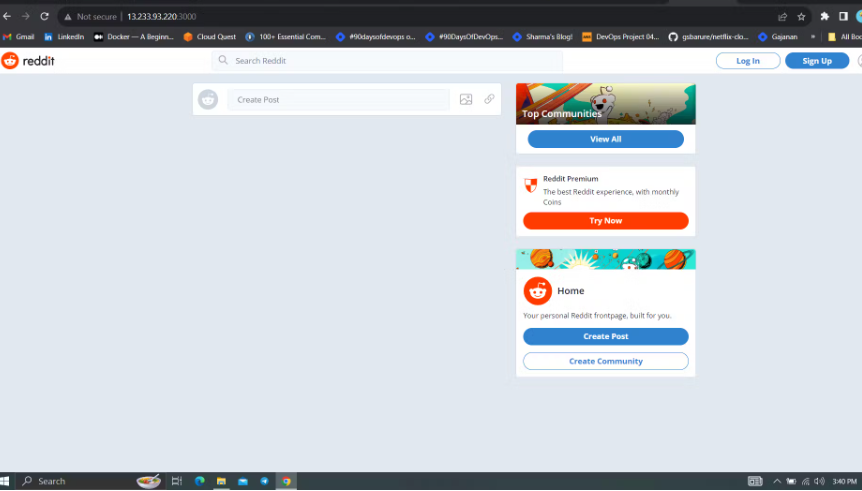 Not secure | 13.233.93.220:3000
Gmail LinkedIn Docker — A Beginn... Cloud Quest 100+ Essential Com... #90daysofdevops o... #90DaysOfDevOps... Sharma's Blog! DevOps Project 04... gsbarure/netflix-clo... Gajanan » All Boo
reddit Search Reddit Log In Sign Up
Create Post
Top Communities
View All
Reddit Premium
The best Reddit experience, with monthly
Coins
Try Now
Home
Your personal Reddit frontpage, built for you.
Create Post
Create Community
Search 3:40 PM